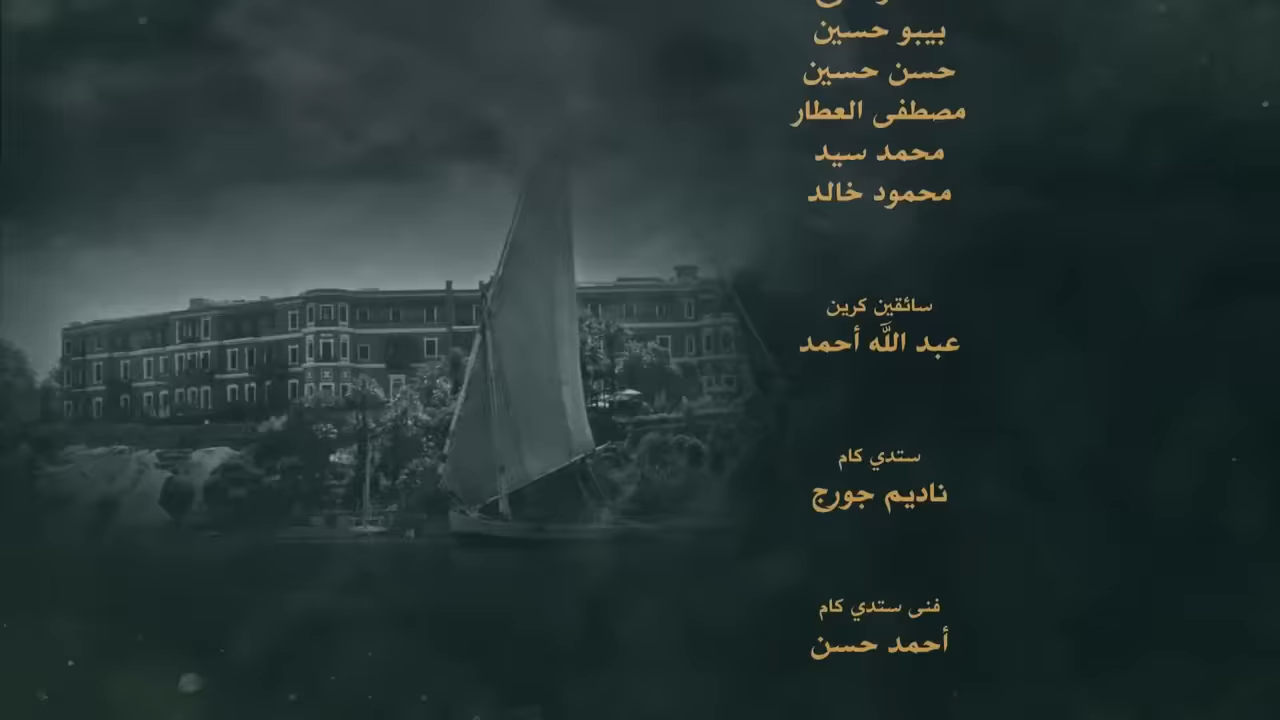 بيبو حسين
حسن حسين
مصطفى العطار
محمد سيد
محمود خالد
سائقين كرين
عبد الله أحمد
ستدي كام
ناديم جورج
فنى ستدي كام
أحمد حسن